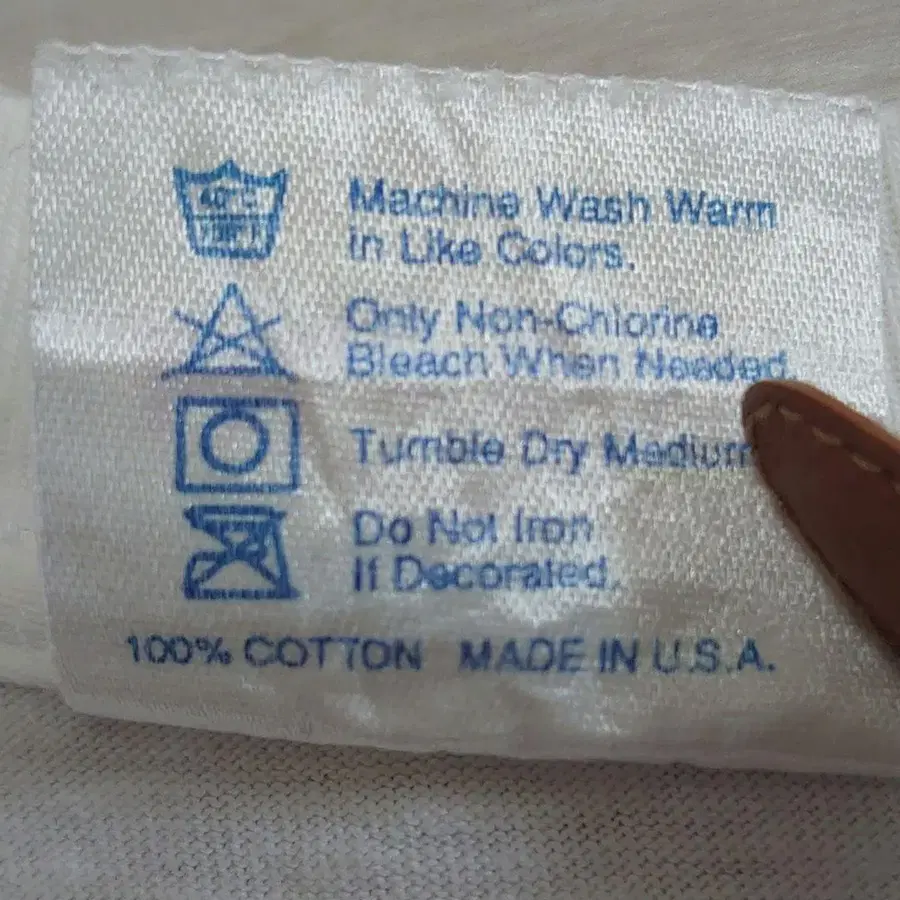 40°C
Machine Wash Warm
in Like Colors.
Only Non-Chlorine
Bleach When Needed.
Tumble Dry Medium
Do Not Iron
If Decorated.
100% COTTON MADE IN U.S.A.